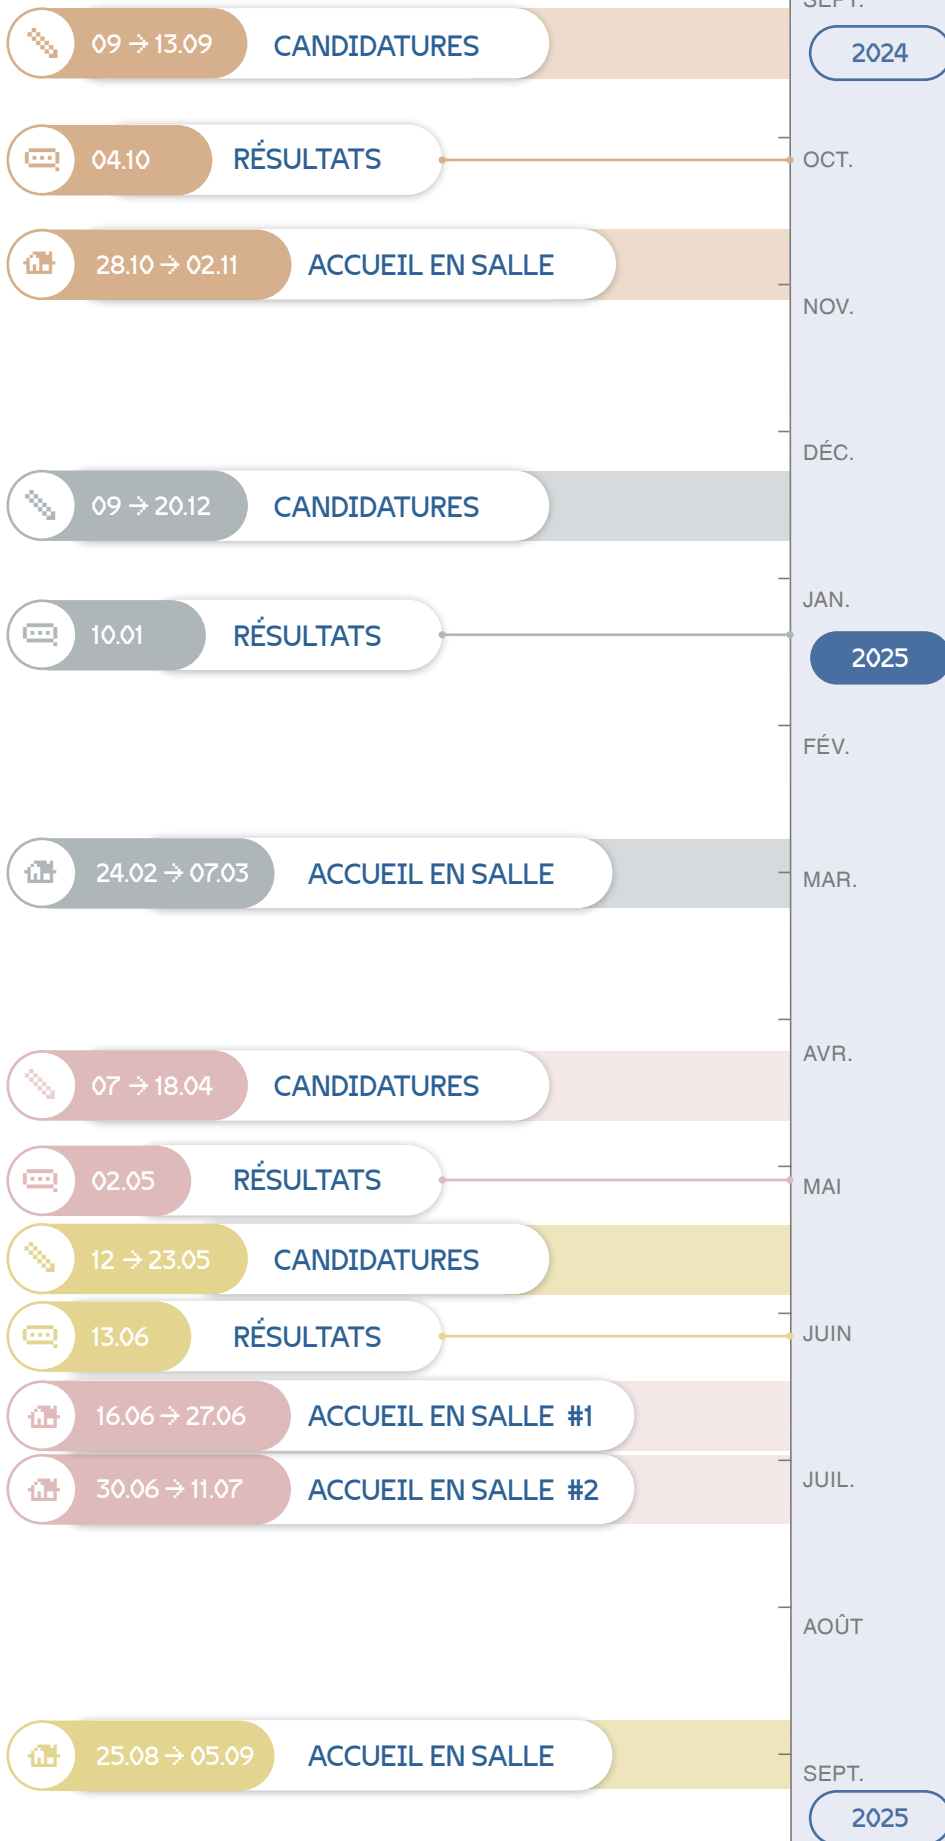 SEPT.
09 → 13.09 CANDIDATURES
2024
04.10 RÉSULTATS
OCT.
28.10 → 02.11 ACCUEIL EN SALLE
NOV.
DÉC.
09 → 20.12 CANDIDATURES
JAN.
10.01 RÉSULTATS
2025
FÉV.
24.02 → 07.03 ACCUEIL EN SALLE
MAR.
AVR.
07 → 18.04 CANDIDATURES
02.05 RÉSULTATS
MAI
12 → 23.05 CANDIDATURES
13.06 RÉSULTATS
JUIN
16.06 → 27.06 ACCUEIL EN SALLE #1
30.06 → 11.07 ACCUEIL EN SALLE #2
JUIL.
AOÛT
25.08 → 05.09 ACCUEIL EN SALLE
SEPT.
2025